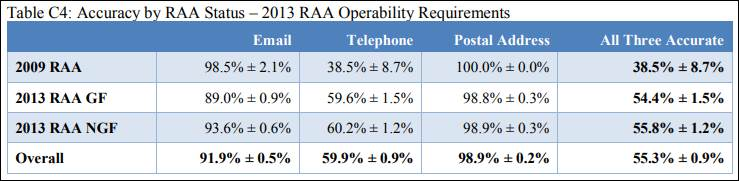 Table C4: Accuracy by RAA Status – 2013 RAA Operability Requirements
Email Telephone Postal Address All Three Accurate
2009 RAA 98.5% ± 2.1% 38.5% ± 8.7% 100.0% ± 0.0% 38.5% ± 8.7%
2013 RAA GF 89.0% ± 0.9% 59.6% ± 1.5% 98.8% ± 0.3% 54.4% ± 1.5%
2013 RAA NGF 93.6% ± 0.6% 60.2% ± 1.2% 98.9% ± 0.3% 55.8% ± 1.2%
Overall 91.9% ± 0.5% 59.9% ± 0.9% 98.9% ± 0.2% 55.3% ± 0.9%